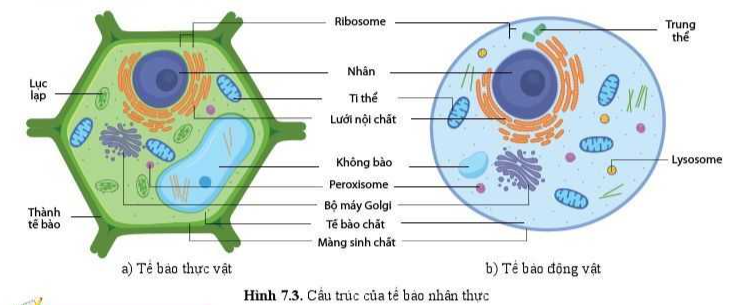 Ribosome
Trung
thể
Nhân
Lục
lạp
Ti thể
Lưới nội chất
Không bào
Lysosome
Peroxisome
Bộ máy Golgi
Thành
tế bào
Tế bào chất
Màng sinh chất
a) Tế bào thực vật
b) Tế bào động vật
Hình 7.3. Cấu trúc của tế bào nhân thực